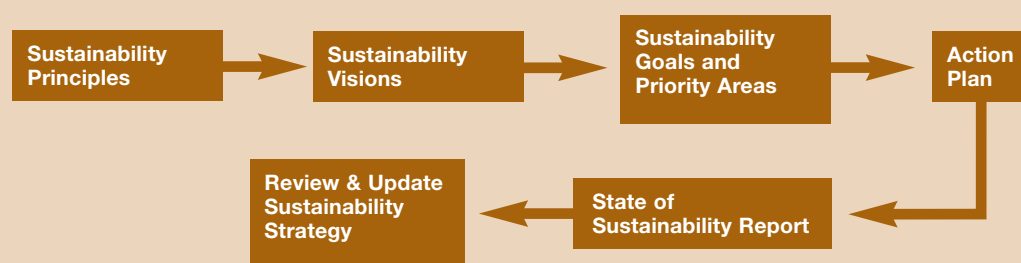 Sustainability
Principles
Sustainability
Visions
Sustainability
Goals and
Priority Areas
Action
Plan
State of
Sustainability Report
Review & Update
Sustainability
Strategy